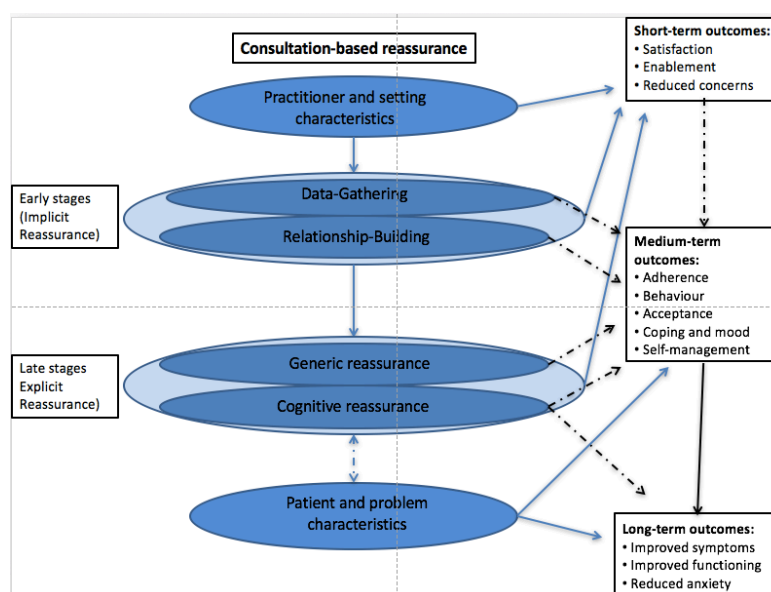 Consultation-based reassurance
Practitioner and setting
characteristics
Early stages
(Implicit
Reassurance)
Data-Gathering
Relationship-Building
Late stages
Explicit
Reassurance)
Generic reassurance
Cognitive reassurance
Patient and problem
characteristics
Short-term outcomes:
• Satisfaction
• Enablement
• Reduced concerns
Medium-term
outcomes:
• Adherence
• Behaviour
• Acceptance
• Coping and mood
• Self-management
Long-term outcomes:
• Improved symptoms
• Improved functioning
• Reduced anxiety